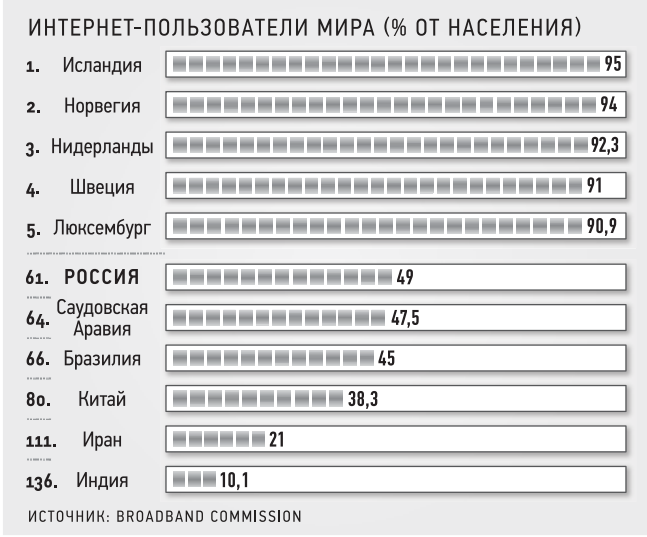 ИНТЕРНЕТ-ПОЛЬЗОВАТЕЛИ МИРА (% ОТ НАСЕЛЕНИЯ)
1. Исландия 95
2. Норвегия 94
3. Нидерланды 92,3
4. Швеция 91
5. Люксембург 90,9
61. РОССИЯ 49
64. Саудовская
Аравия 47,5
66. Бразилия 45
80. Китай 38,3
111. Иран 21
136. Индия 10,1
ИСТОЧНИК: BROADBAND COMMISSION